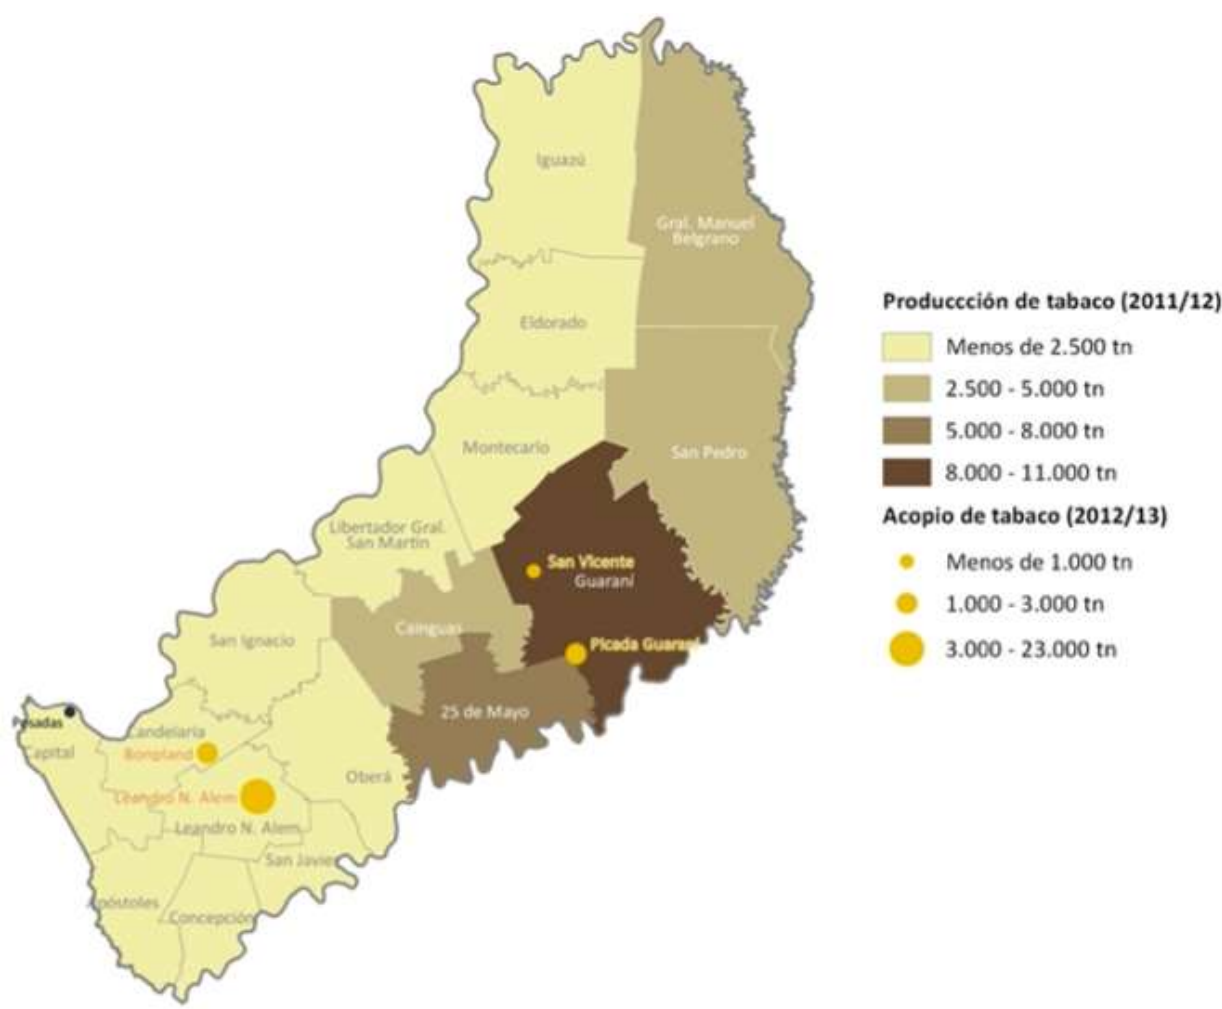 Iguazú
Gral. Manuel
Belgrano
Eldorado
Produccción de tabaco (2011/12)
Menos de 2.500 tn
2.500 - 5.000 tn
5.000 - 8.000 tn
8.000 - 11.000 tn
Montecarlo
San Pedro
Libertador Gral.
San Martín
Acopio de tabaco (2012/13)
Menos de 1.000 tn
1.000 - 3.000 tn
3.000 - 23.000 tn
San Vicente
Guaraní
Cainguas
San Ignacio
Picada Guaraní
Posadas
25 de Mayo
Candelaria
Capital
Bonpland
Oberá
Leandro N. Alem
Leandro N. Alem
San Javier
Apóstoles
Concepción